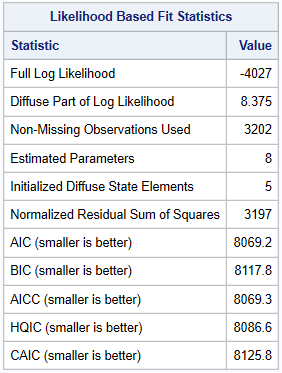 Likelihood Based Fit Statistics
Statistic Value
Full Log Likelihood -4027
Diffuse Part of Log Likelihood 8.375
Non-Missing Observations Used 3202
Estimated Parameters 8
Initialized Diffuse State Elements 5
Normalized Residual Sum of Squares 3197
AIC (smaller is better) 8069.2
BIC (smaller is better) 8117.8
AICC (smaller is better) 8069.3
HQIC (smaller is better) 8086.6
CAIC (smaller is better) 8125.8